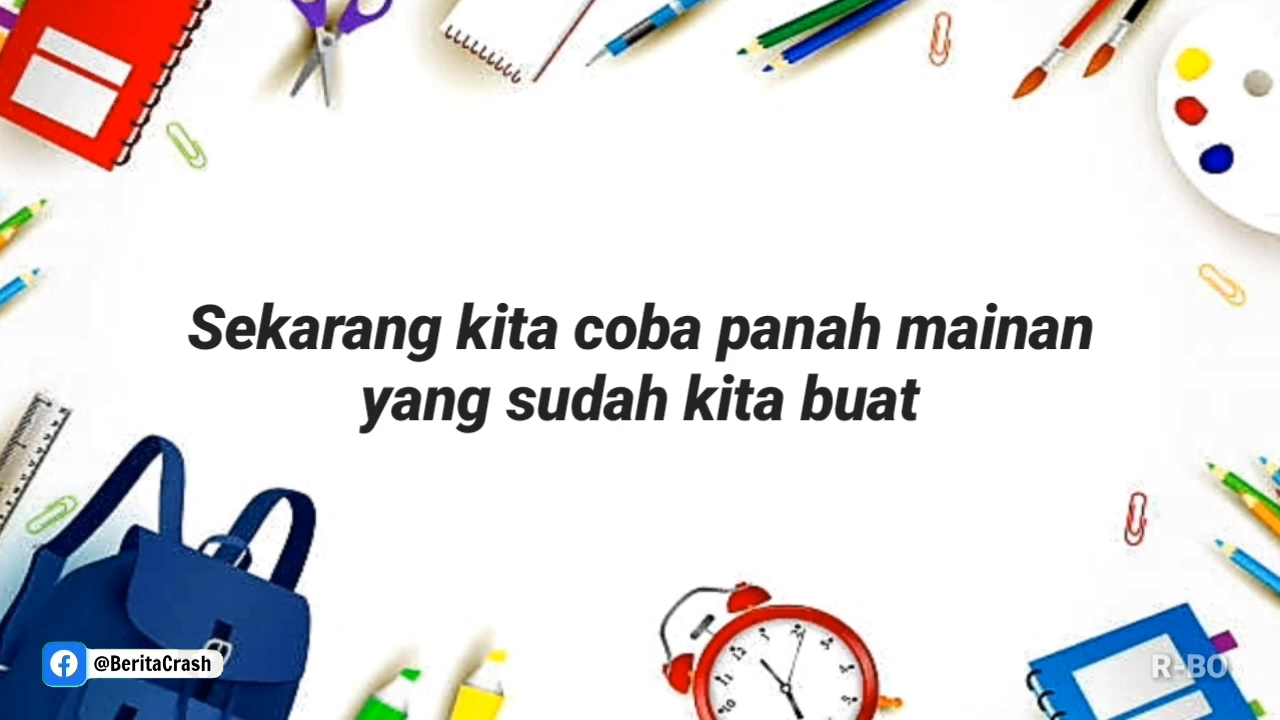 Sekarang kita coba panah mainan
yang sudah kita buat
@BeritaCrash
R-BO